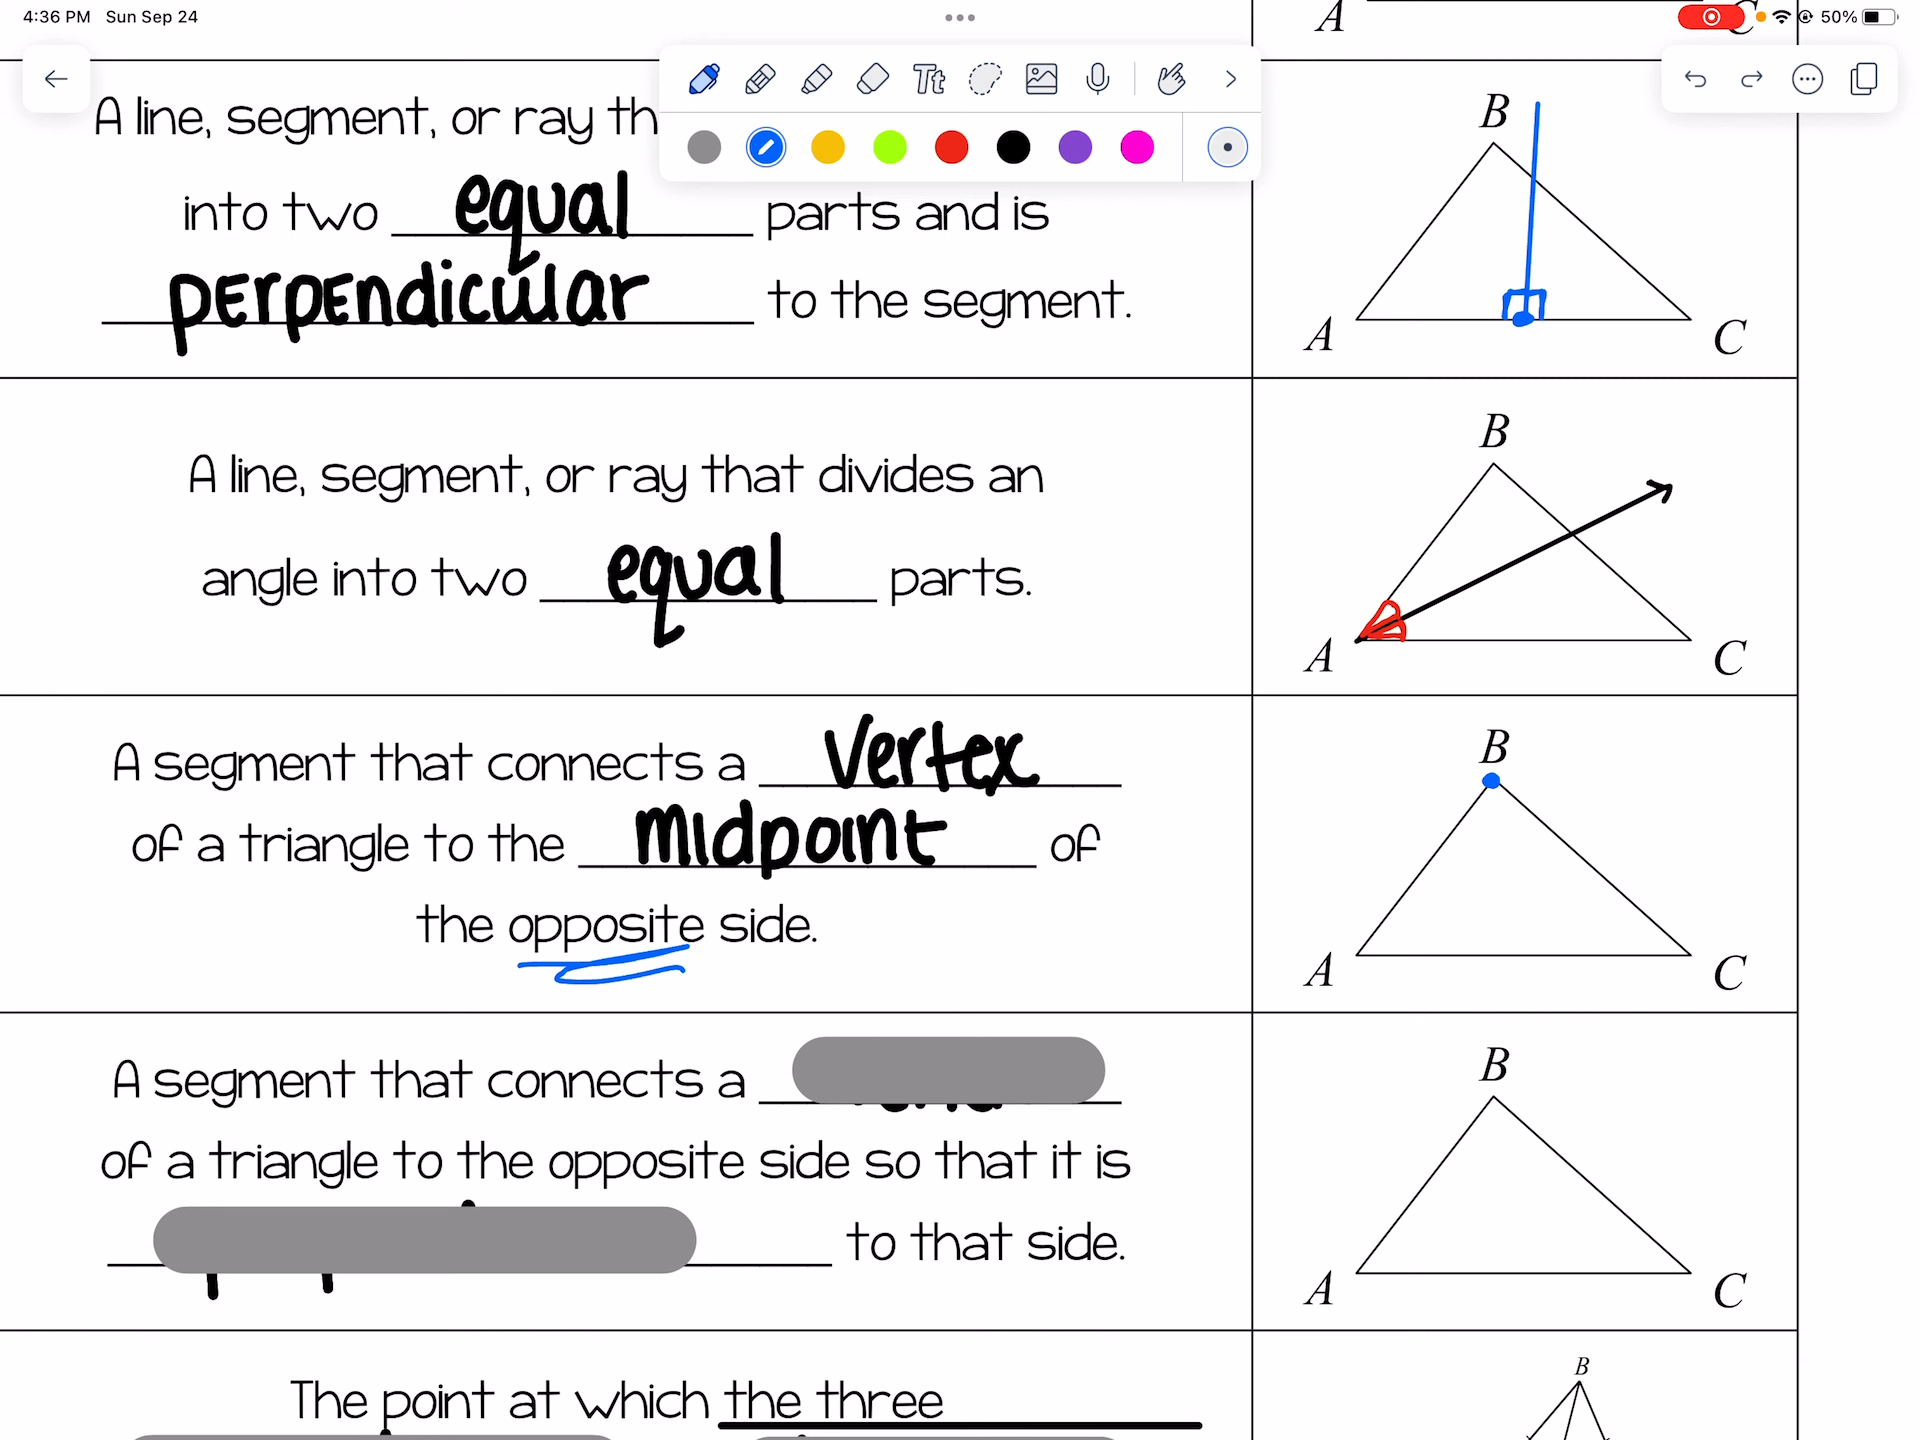 4:36 PM Sun Sep 24
50%
A C
A line, segment, or ray
into two equal parts and is
perpendicular to the segment.
B
A C
A line, segment, or ray that divides an
angle into two equal parts.
B
A C
A segment that connects a vertex
of a triangle to the midpoint of
the opposite side.
B
A C
A segment that connects a
of a triangle to the opposite side so that it is
to that side.
B
A C
The point at which the three
B
Tt